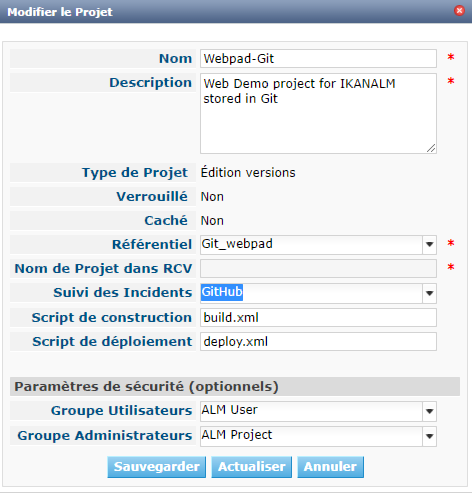 Modifier le Projet
Nom Webpad-Git *
Description Web Demo project for IKANALM *
stored in Git
Type de Projet Édition versions
Verrouillé Non
Caché Non
Référentiel Git_webpad *
Nom de Projet dans RCV *
Suivi des Incidents GitHub
Script de construction build.xml
Script de déploiement deploy.xml
Paramètres de sécurité (optionnels)
Groupe Utilisateurs ALM User
Groupe Administrateurs ALM Project
Sauvegarder Actualiser Annuler